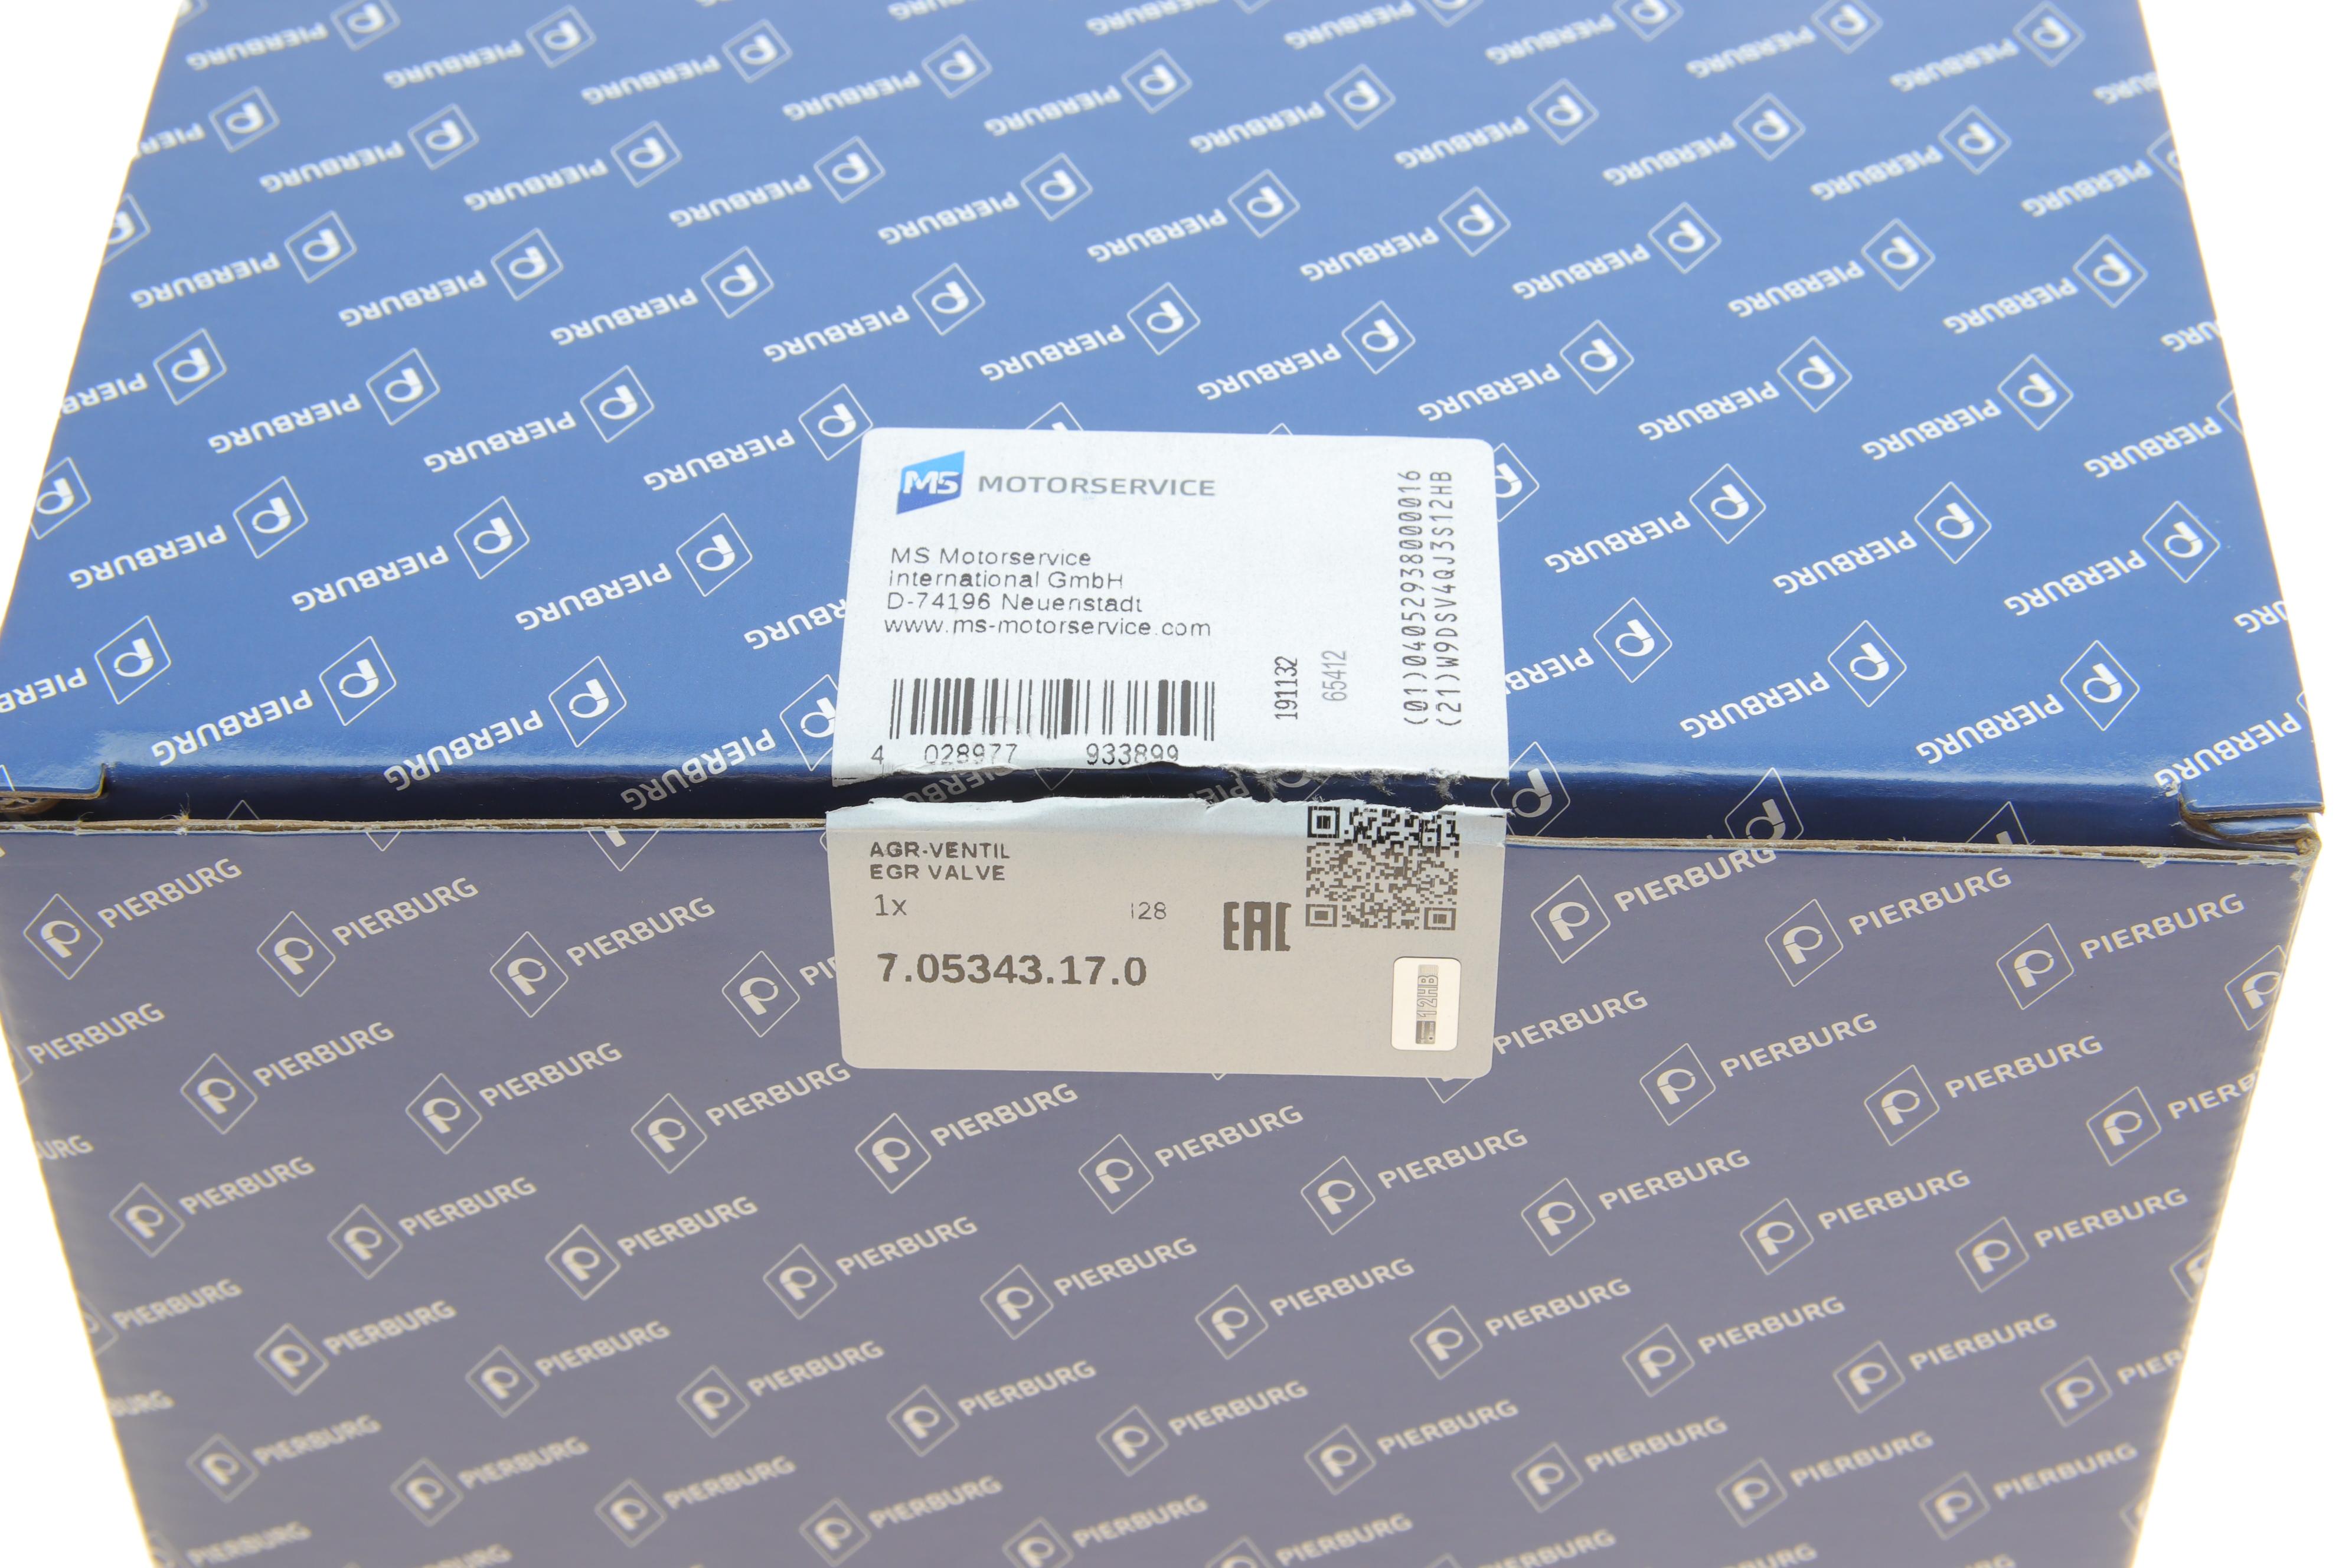 MS MOTORSERVICE
MS Motorservice
International GmbH
D-74196 Neuenstadt
www.ms-motorservice.com
4 028977 933899
191132
65412
(01)04052938000016
(21)W9DSV4QJ3S12HB
AGR-VENTIL
EGR VALVE
1x
128
EAC
7.05343.17.0
12HB
PIERBURG